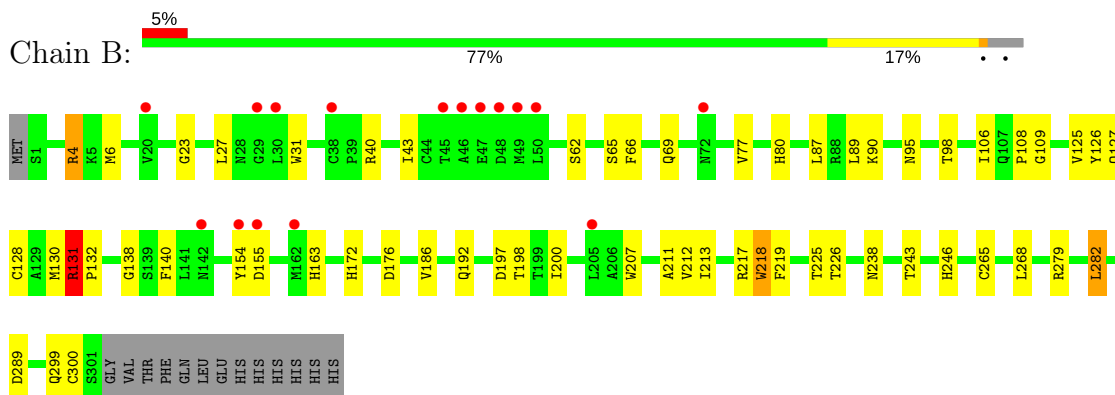 5%
Chain B:
77% 17% • •
MET S1 R4 K5 M6 V20 G23 L27 N28 G29 L30 W31 C38 P39 R40 I43 C44 T45 A46 E47 D48 M49 L50 S62 S65 F66 Q69 N72 V77 H80 L87 R88 L89 K90 N95 T98 I106 Q107 P108 G109 V125 Y126 P127
C128 A129 M130 R131 P132 G138 S139 F140 L141 N142 Y154 D155 M162 H163 H172 D176 V186 Q192 D197 T198 T199 I200 L205 A206 W207 A211 V212 I213 R217 W218 F219 T225 T226 N238 T243 H246 C265 L268 R279 L282
D289 Q299 C300 S301 GLY VAL THR PHE GLN LEU GLU HIS HIS HIS HIS HIS HIS